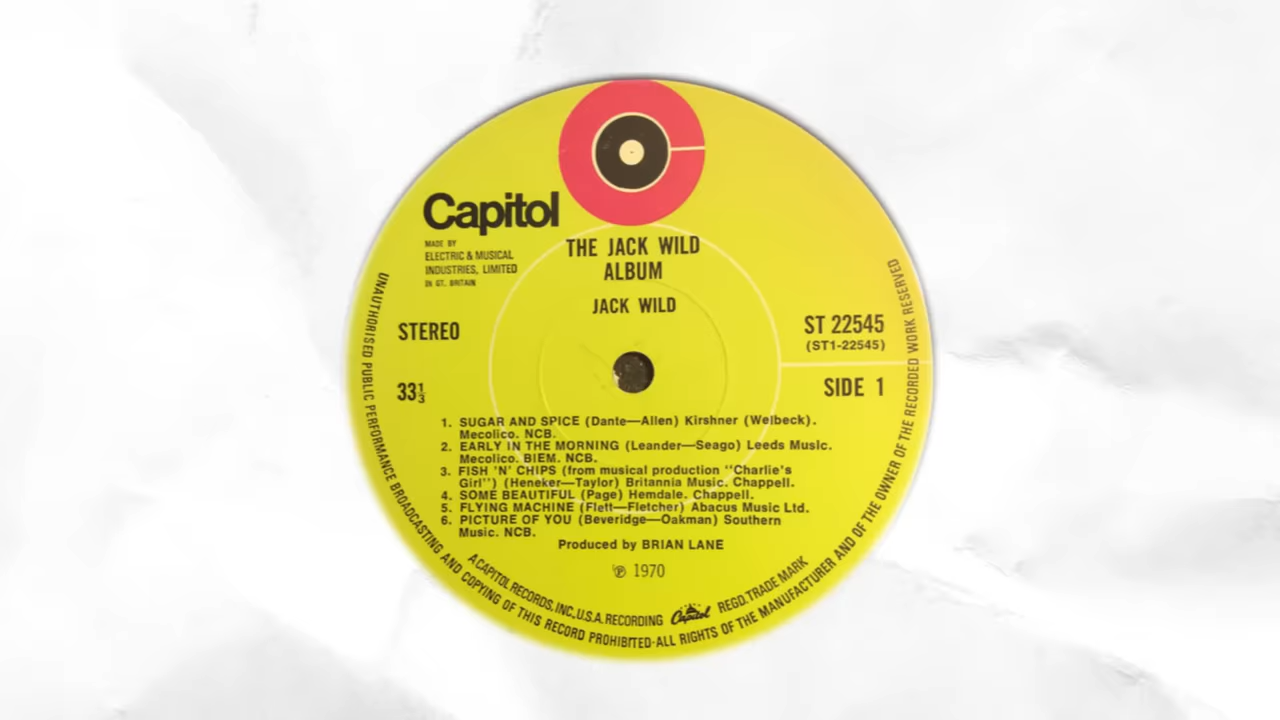 Capitol
MADE BY
ELECTRIC & MUSICAL
INDUSTRIES, LIMITED
IN GT. BRITAIN
THE JACK WILD
ALBUM
JACK WILD
STEREO
ST 22545
(ST1-22545)
33⅓
SIDE 1
1. SUGAR AND SPICE (Dante—Allen) Kirshner (Welbeck).
Mecolico. NCB.
2. EARLY IN THE MORNING (Leander—Seago) Leeds Music.
Mecolico. BIEM. NCB.
3. FISH 'N' CHIPS (from musical production "Charlie's
Girl") (Heneker—Taylor) Britannia Music. Chappell.
4. SOME BEAUTIFUL (Page) Hemdale. Chappell.
5. FLYING MACHINE (Flett—Fletcher) Abacus Music Ltd.
6. PICTURE OF YOU (Beveridge—Oakman) Southern
Music. NCB.
Produced by BRIAN LANE
℗ 1970
A CAPITOL RECORDS, INC., U.S.A. RECORDING Capitol REGD. TRADE MARK
UNAUTHORISED PUBLIC PERFORMANCE BROADCASTING AND COPYING OF THIS RECORD PROHIBITED-ALL RIGHTS OF THE MANUFACTURER AND OF THE OWNER OF THE RECORDED WORK RESERVED